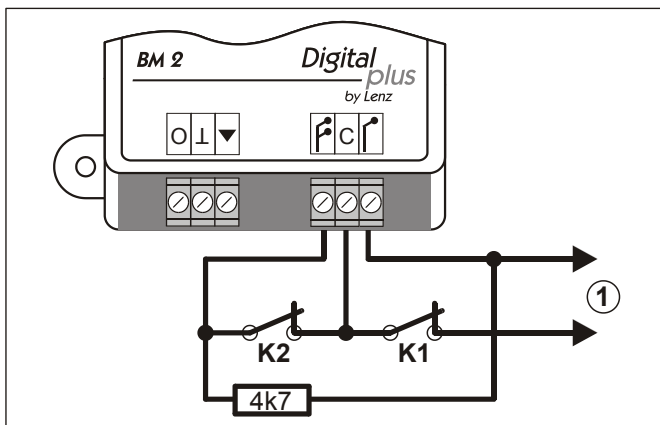 BM 2
Digital
plus
by Lenz
O ⊥ ▼
C
1
K2
K1
4k7